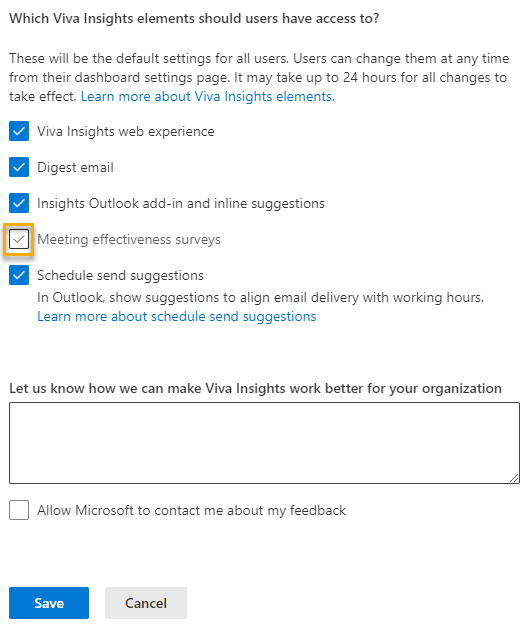 Which Viva Insights elements should users have access to?
These will be the default settings for all users. Users can change them at any time
from their dashboard settings page. It may take up to 24 hours for all changes to
take effect. Learn more about Viva Insights elements.
Viva Insights web experience
Digest email
Insights Outlook add-in and inline suggestions
Meeting effectiveness surveys
Schedule send suggestions
In Outlook, show suggestions to align email delivery with working hours.
Learn more about schedule send suggestions
Let us know how we can make Viva Insights work better for your organization
Allow Microsoft to contact me about my feedback
Save
Cancel